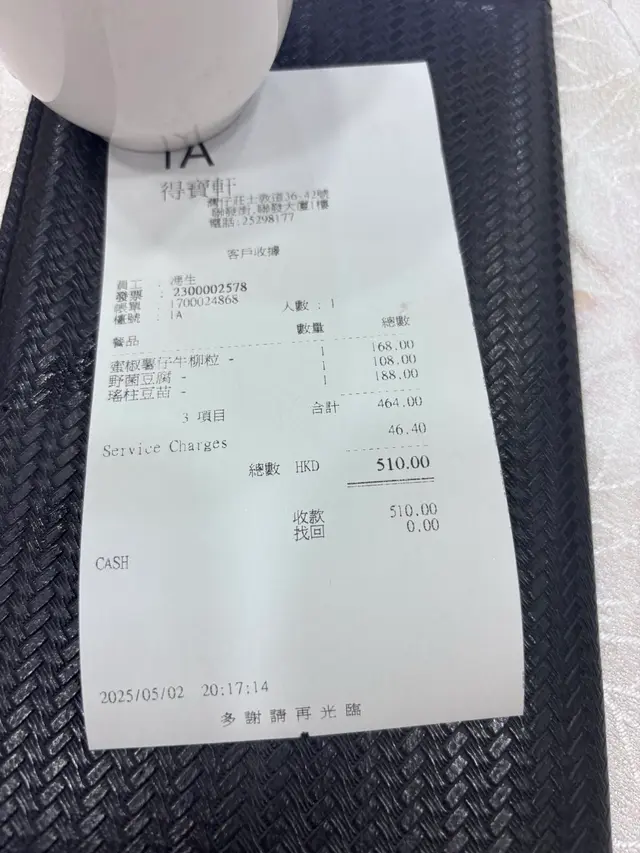 1A
得寶軒
舊仔莊士敦道36-42號
聯發街,聯發大廈1樓
電話:25298177
客戶收據
員工 : 港生
發票 : 2300002578
賬單 : 1700024868
檯號 : 1A 人數 : 1
餐品 數量 總數
蜜椒薯仔牛柳粒 - 1 168.00
野菌豆腐 - 1 108.00
瑤柱豆苗 - 1 188.00
3 項目 合計 464.00
Service Charges 46.40
總數 HKD 510.00
收款 510.00
找回 0.00
CASH
2025/05/02 20:17:14
多謝請再光臨